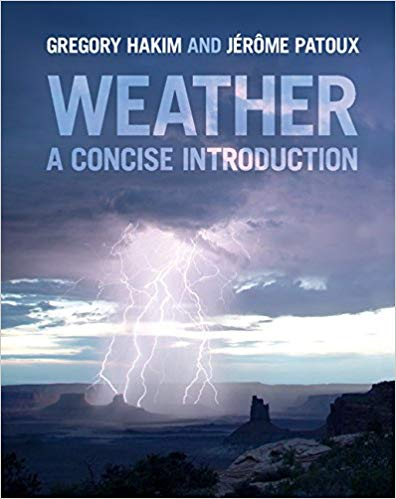 GREGORY HAKIM AND JÉRÔME PATOUX
WEATHER
A CONCISE INTRODUCTION